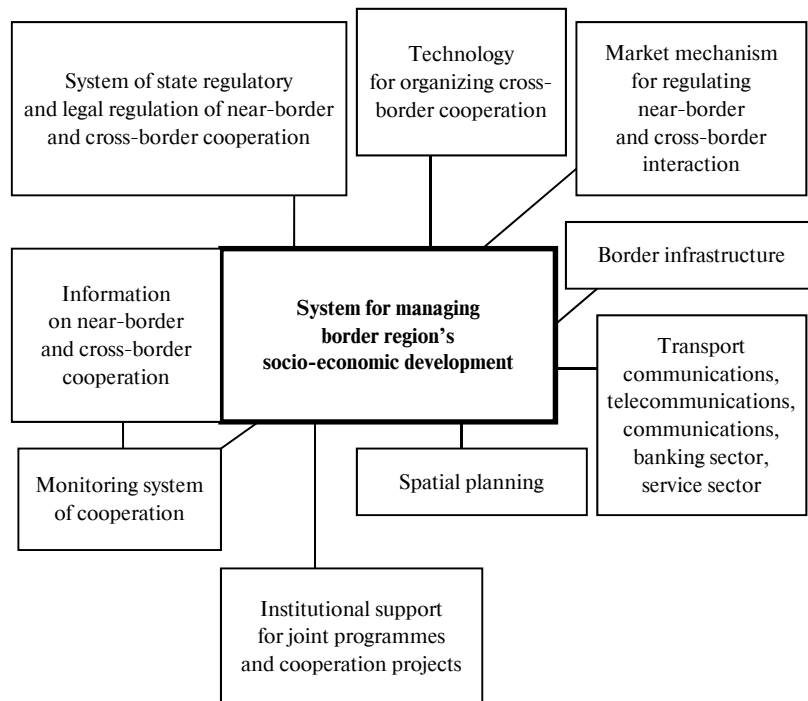 System of state regulatory
and legal regulation of near-border
and cross-border cooperation
Technology
for organizing cross-
border cooperation
Market mechanism
for regulating
near-border
and cross-border
interaction
Information
on near-border
and cross-border
cooperation
System for managing
border region’s
socio-economic development
Border infrastructure
Transport
communications,
telecommunications,
communications,
banking sector,
service sector
Monitoring system
of cooperation
Spatial planning
Institutional support
for joint programmes
and cooperation projects